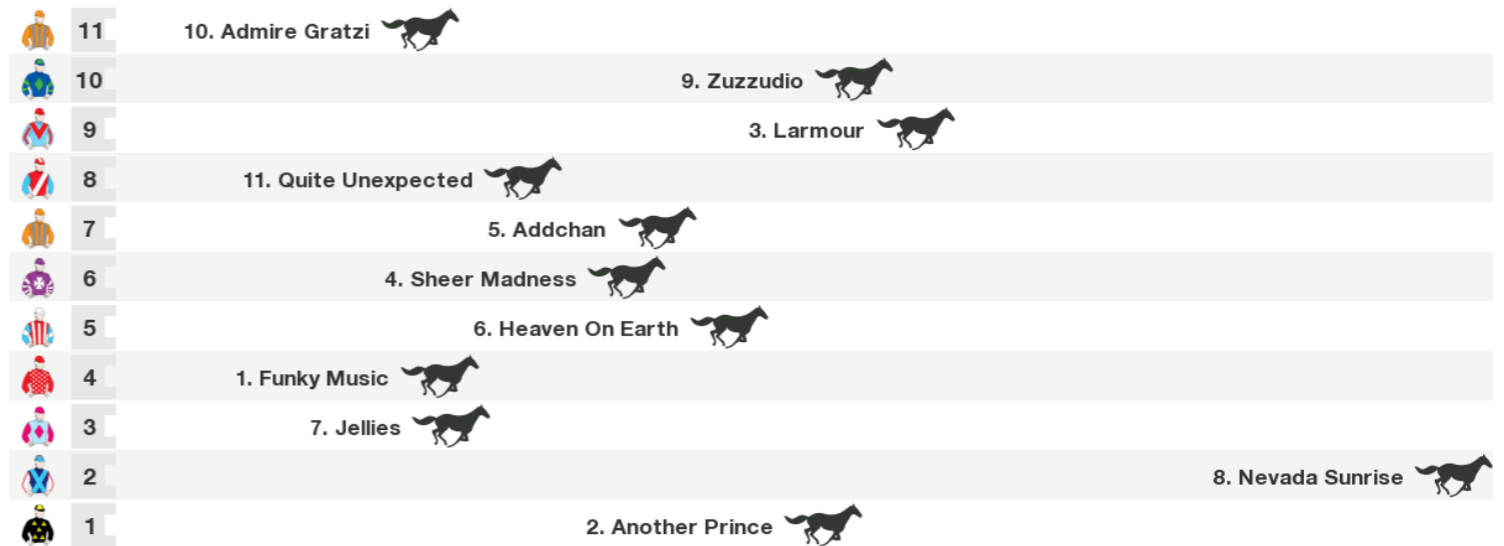 11 10. Admire Gratzi
10 9. Zuzzudio
9 3. Larmour
8 11. Quite Unexpected
7 5. Addchan
6 4. Sheer Madness
5 6. Heaven On Earth
4 1. Funky Music
3 7. Jellies
2 8. Nevada Sunrise
1 2. Another Prince